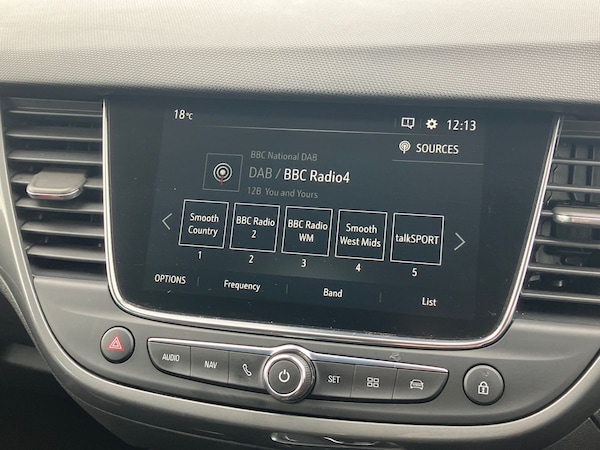 18°C 12:13
BBC National DAB
SOURCES
DAB / BBC Radio4
12B You and Yours
Smooth Country
BBC Radio 2
BBC Radio WM
Smooth West Mids
talkSPORT
1 2 3 4 5
OPTIONS Frequency Band List
AUDIO NAV SET